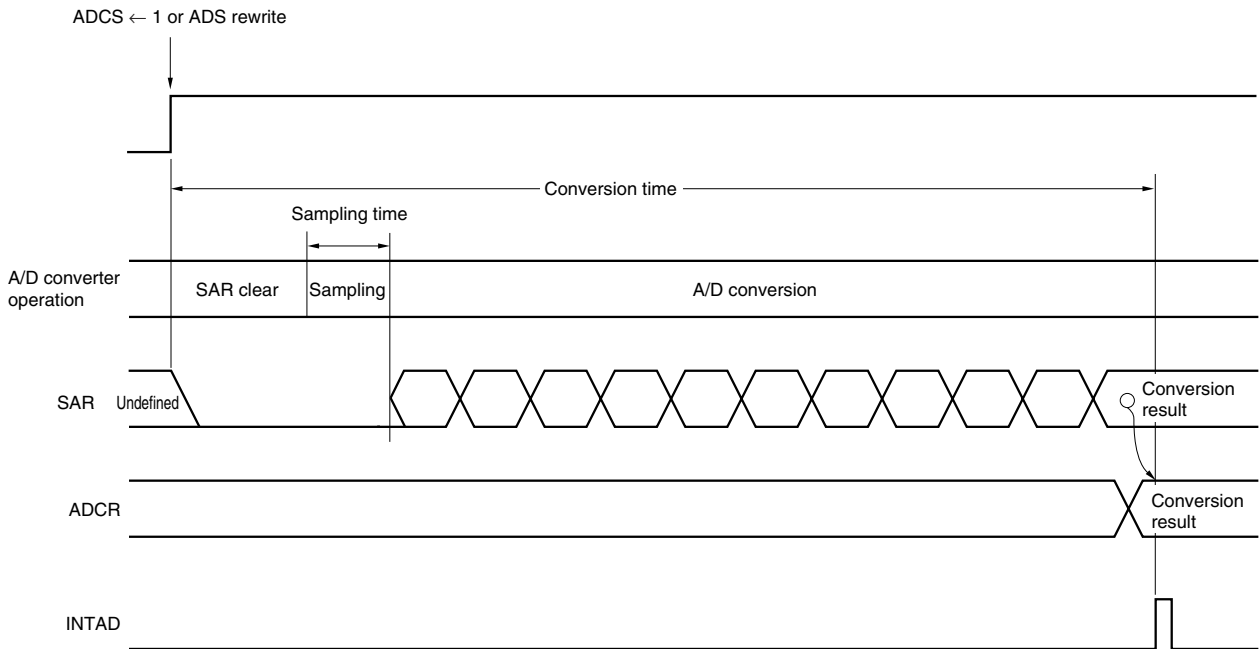 ADCS ← 1 or ADS rewrite
Conversion time
Sampling time
A/D converter
operation
SAR clear
Sampling
A/D conversion
SAR
Undefined
Conversion
result
ADCR
Conversion
result
INTAD